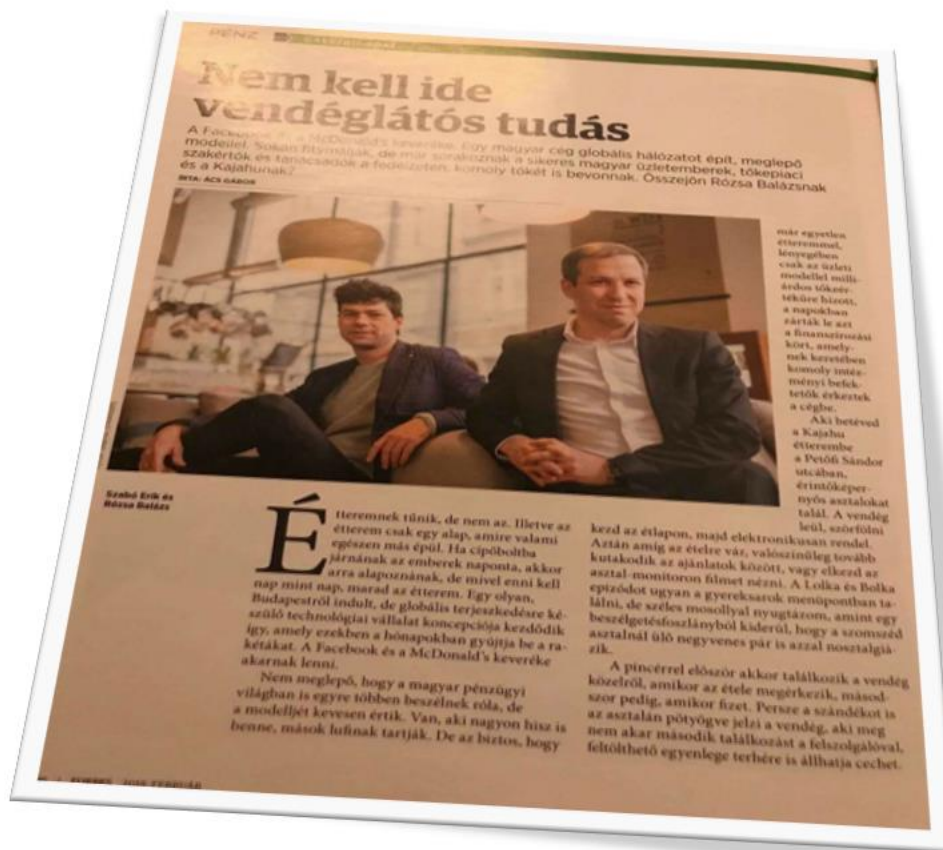 PÉNZ
Nem kell ide
vendéglátós tudás
A Facebook és a McDonald's keveréke. Egy magyar cég globális hálózatot épít, meglepő
modellel. Sokan fitymálják, de már sorakoznak a sikeres magyar üzletemberek, tőkepiaci
szakértők és tanácsadók a fedélzeten, komoly tőkét is bevonnak. Összejön Rózsa Balázsnak
és a Kajahunak?
ÍRTA: ÁCS GÁBOR
Szabó Erik és
Rózsa Balázs
Étteremnek tűnik, de nem az. Illetve az
étterem csak egy alap, amire valami
egészen más épül. Ha cipőboltba
járnának az emberek naponta, akkor
arra alapoznának, de mivel enni kell
nap mint nap, marad az étterem. Egy olyan,
Budapestről indult, de globális terjeszkedésre ké-
szülő technológiai vállalat koncepciója kezdődik
így, amely ezekben a hónapokban gyűjti be a ra-
kétákat. A Facebook és a McDonald's keveréke
akarnak lenni.
Nem meglepő, hogy a magyar pénzügyi
világban is egyre többen beszélnek róla, de
a modelljét kevesen értik. Van, aki nagyon hisz
benne, mások lufinak tartják. De az biztos, hogy
már egyetlen
étteremmel,
lényegében
csak az üzleti
modellel milli-
árdos tőkeér-
téküre hízott,
a napokban
zárták le azt
a finanszírozási
kört, amely-
nek keretében
komoly intéz-
ményi befek-
tetők érkeztek
a cégbe.
Aki betéved
a Kajahu
étterembe
a Petőfi Sándor
utcában,
érintőképer-
nyős asztalokat
talál. A vendég
leül, szörfölni
kezd az étlapon, majd elektronikusan rendel.
Aztán amíg az ételre vár, valószínűleg tovább
kutakodik az ajánlatok között, vagy elkezd az
asztal-monitoron filmet nézni. A Lolka és Bolka
epizódot ugyan a gyereksarok menüpontban ta-
lálni, de széles mosollyal nyugtázom, amint egy
beszélgetésfoszlányból kiderül, hogy a szomszéd
asztalnál ülő negyvenes pár is azzal nosztalgiá-
zik.
A pincérrel először akkor találkozik a vendég
közelről, amikor az étele megérkezik, másod-
szor pedig, amikor fizet. Persze a szándékot is
az asztalán pötyögve jelzi a vendég, aki még
nem akar második találkozást a felszolgálóval,
feltölthető egyenlege terhére is állhatja cechet.
FORBES FEBRUÁR